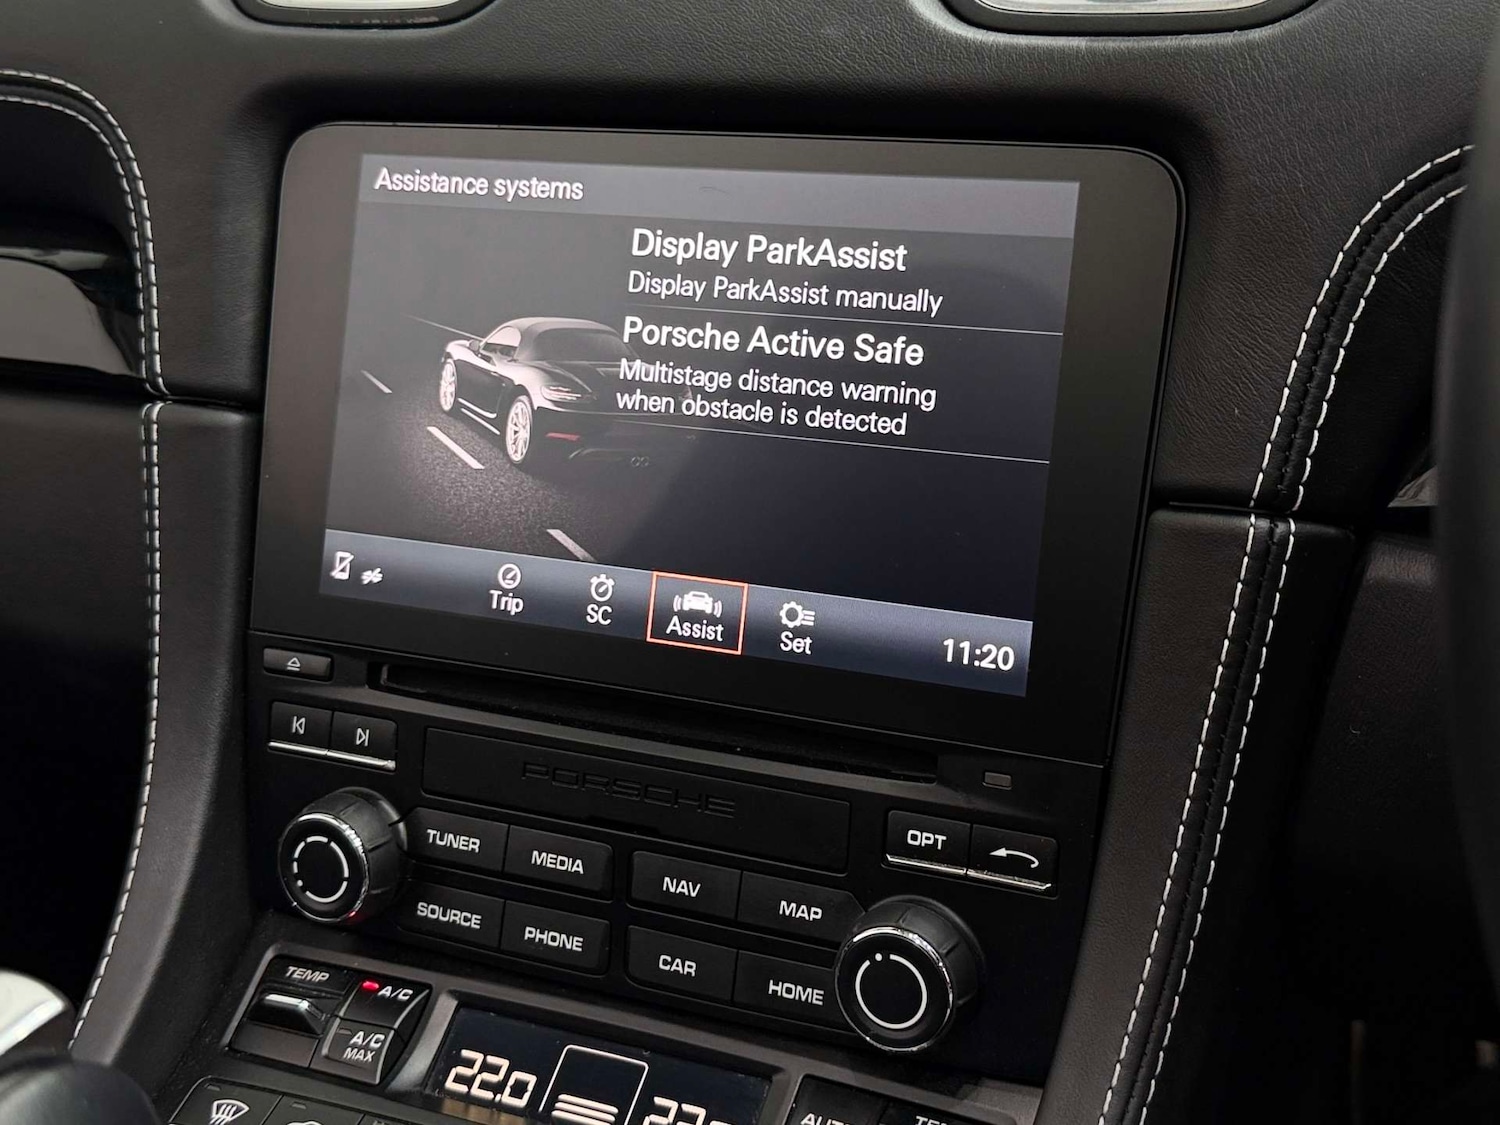 Assistance systems
Display ParkAssist
Display ParkAssist manually
Porsche Active Safe
Multistage distance warning
when obstacle is detected
Trip
SC
Assist
Set
11:20
PORSCHE
TUNER
MEDIA
NAV
MAP
OPT
SOURCE
PHONE
CAR
HOME
TEMP
A/C
A/C
MAX
22.0